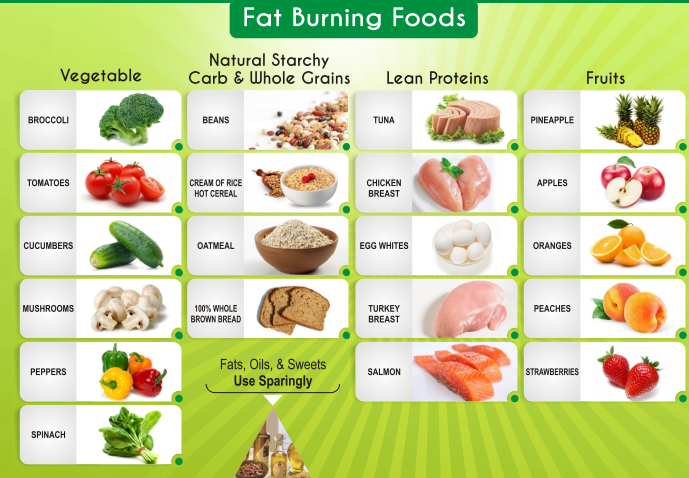 Fat Burning Foods
Vegetable
BROCCOLI
TOMATOES
CUCUMBERS
MUSHROOMS
PEPPERS
SPINACH
Natural Starchy
Carb & Whole Grains
BEANS
CREAM OF RICE
HOT CEREAL
OATMEAL
100% WHOLE
BROWN BREAD
Fats, Oils, & Sweets
Use Sparingly
Lean Proteins
TUNA
CHICKEN
BREAST
EGG WHITES
TURKEY
BREAST
SALMON
Fruits
PINEAPPLE
APPLES
ORANGES
PEACHES
STRAWBERRIES